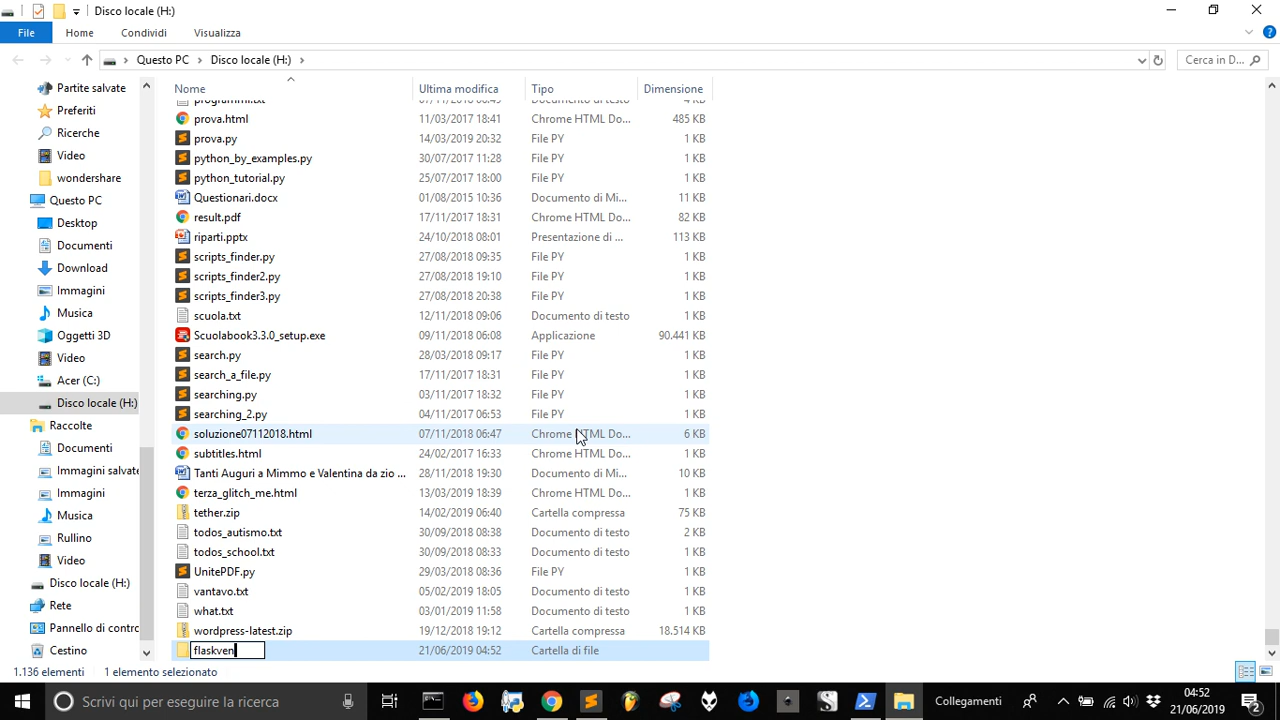 Disco locale (H:)
File Home Condividi Visualizza
Questo PC Disco locale (H:) Cerca in D...
Nome Ultima modifica Tipo Dimensione
Partite salvate
Preferiti
Ricerche
Video
wondershare
Questo PC
Desktop
Documenti
Download
Immagini
Musica
Oggetti 3D
Video
Acer (C:)
Disco locale (H:)
Raccolte
Documenti
Immagini salvate
Immagini
Musica
Rullino
Video
Disco locale (H:)
Rete
Pannello di contro
Cestino
programmi.txt 07/11/2018 06:49 Documento di testo 4 KB
prova.html 11/03/2017 18:41 Chrome HTML Do... 485 KB
prova.py 14/03/2019 20:32 File PY 1 KB
python_by_examples.py 30/07/2017 11:28 File PY 1 KB
python_tutorial.py 25/07/2017 18:00 File PY 1 KB
Questionari.docx 01/08/2015 10:36 Documento di Mi... 11 KB
result.pdf 17/11/2017 18:31 Chrome HTML Do... 82 KB
riparti.pptx 24/10/2018 08:01 Presentazione di ... 113 KB
scripts_finder.py 27/08/2018 09:35 File PY 1 KB
scripts_finder2.py 27/08/2018 19:10 File PY 1 KB
scripts_finder3.py 27/08/2018 20:38 File PY 1 KB
scuola.txt 12/11/2018 09:06 Documento di testo 1 KB
Scuolabook3.3.0_setup.exe 09/11/2018 06:08 Applicazione 90.441 KB
search.py 28/03/2018 09:17 File PY 1 KB
search_a_file.py 17/11/2017 18:31 File PY 1 KB
searching.py 03/11/2017 18:32 File PY 1 KB
searching_2.py 04/11/2017 06:53 File PY 1 KB
soluzione07112018.html 07/11/2018 06:47 Chrome HTML Do... 6 KB
subtitles.html 24/02/2017 16:33 Chrome HTML Do... 1 KB
Tanti Auguri a Mimmo e Valentina da zio ... 28/11/2018 19:30 Documento di Mi... 10 KB
terza_glitch_me.html 13/03/2019 18:39 Chrome HTML Do... 1 KB
tether.zip 14/02/2019 06:40 Cartella compressa 75 KB
todos_autismo.txt 30/09/2018 08:38 Documento di testo 2 KB
todos_school.txt 30/09/2018 08:33 Documento di testo 1 KB
UnitePDF.py 29/03/2018 08:36 File PY 1 KB
vantavo.txt 05/02/2019 18:05 Documento di testo 1 KB
what.txt 03/01/2019 11:58 Documento di testo 1 KB
wordpress-latest.zip 19/12/2018 19:12 Cartella compressa 18.514 KB
flaskven 21/06/2019 04:52 Cartella di file
1.136 elementi 1 elemento selezionato
Scrivi qui per eseguire la ricerca Collegamenti 04:52
21/06/2019 2